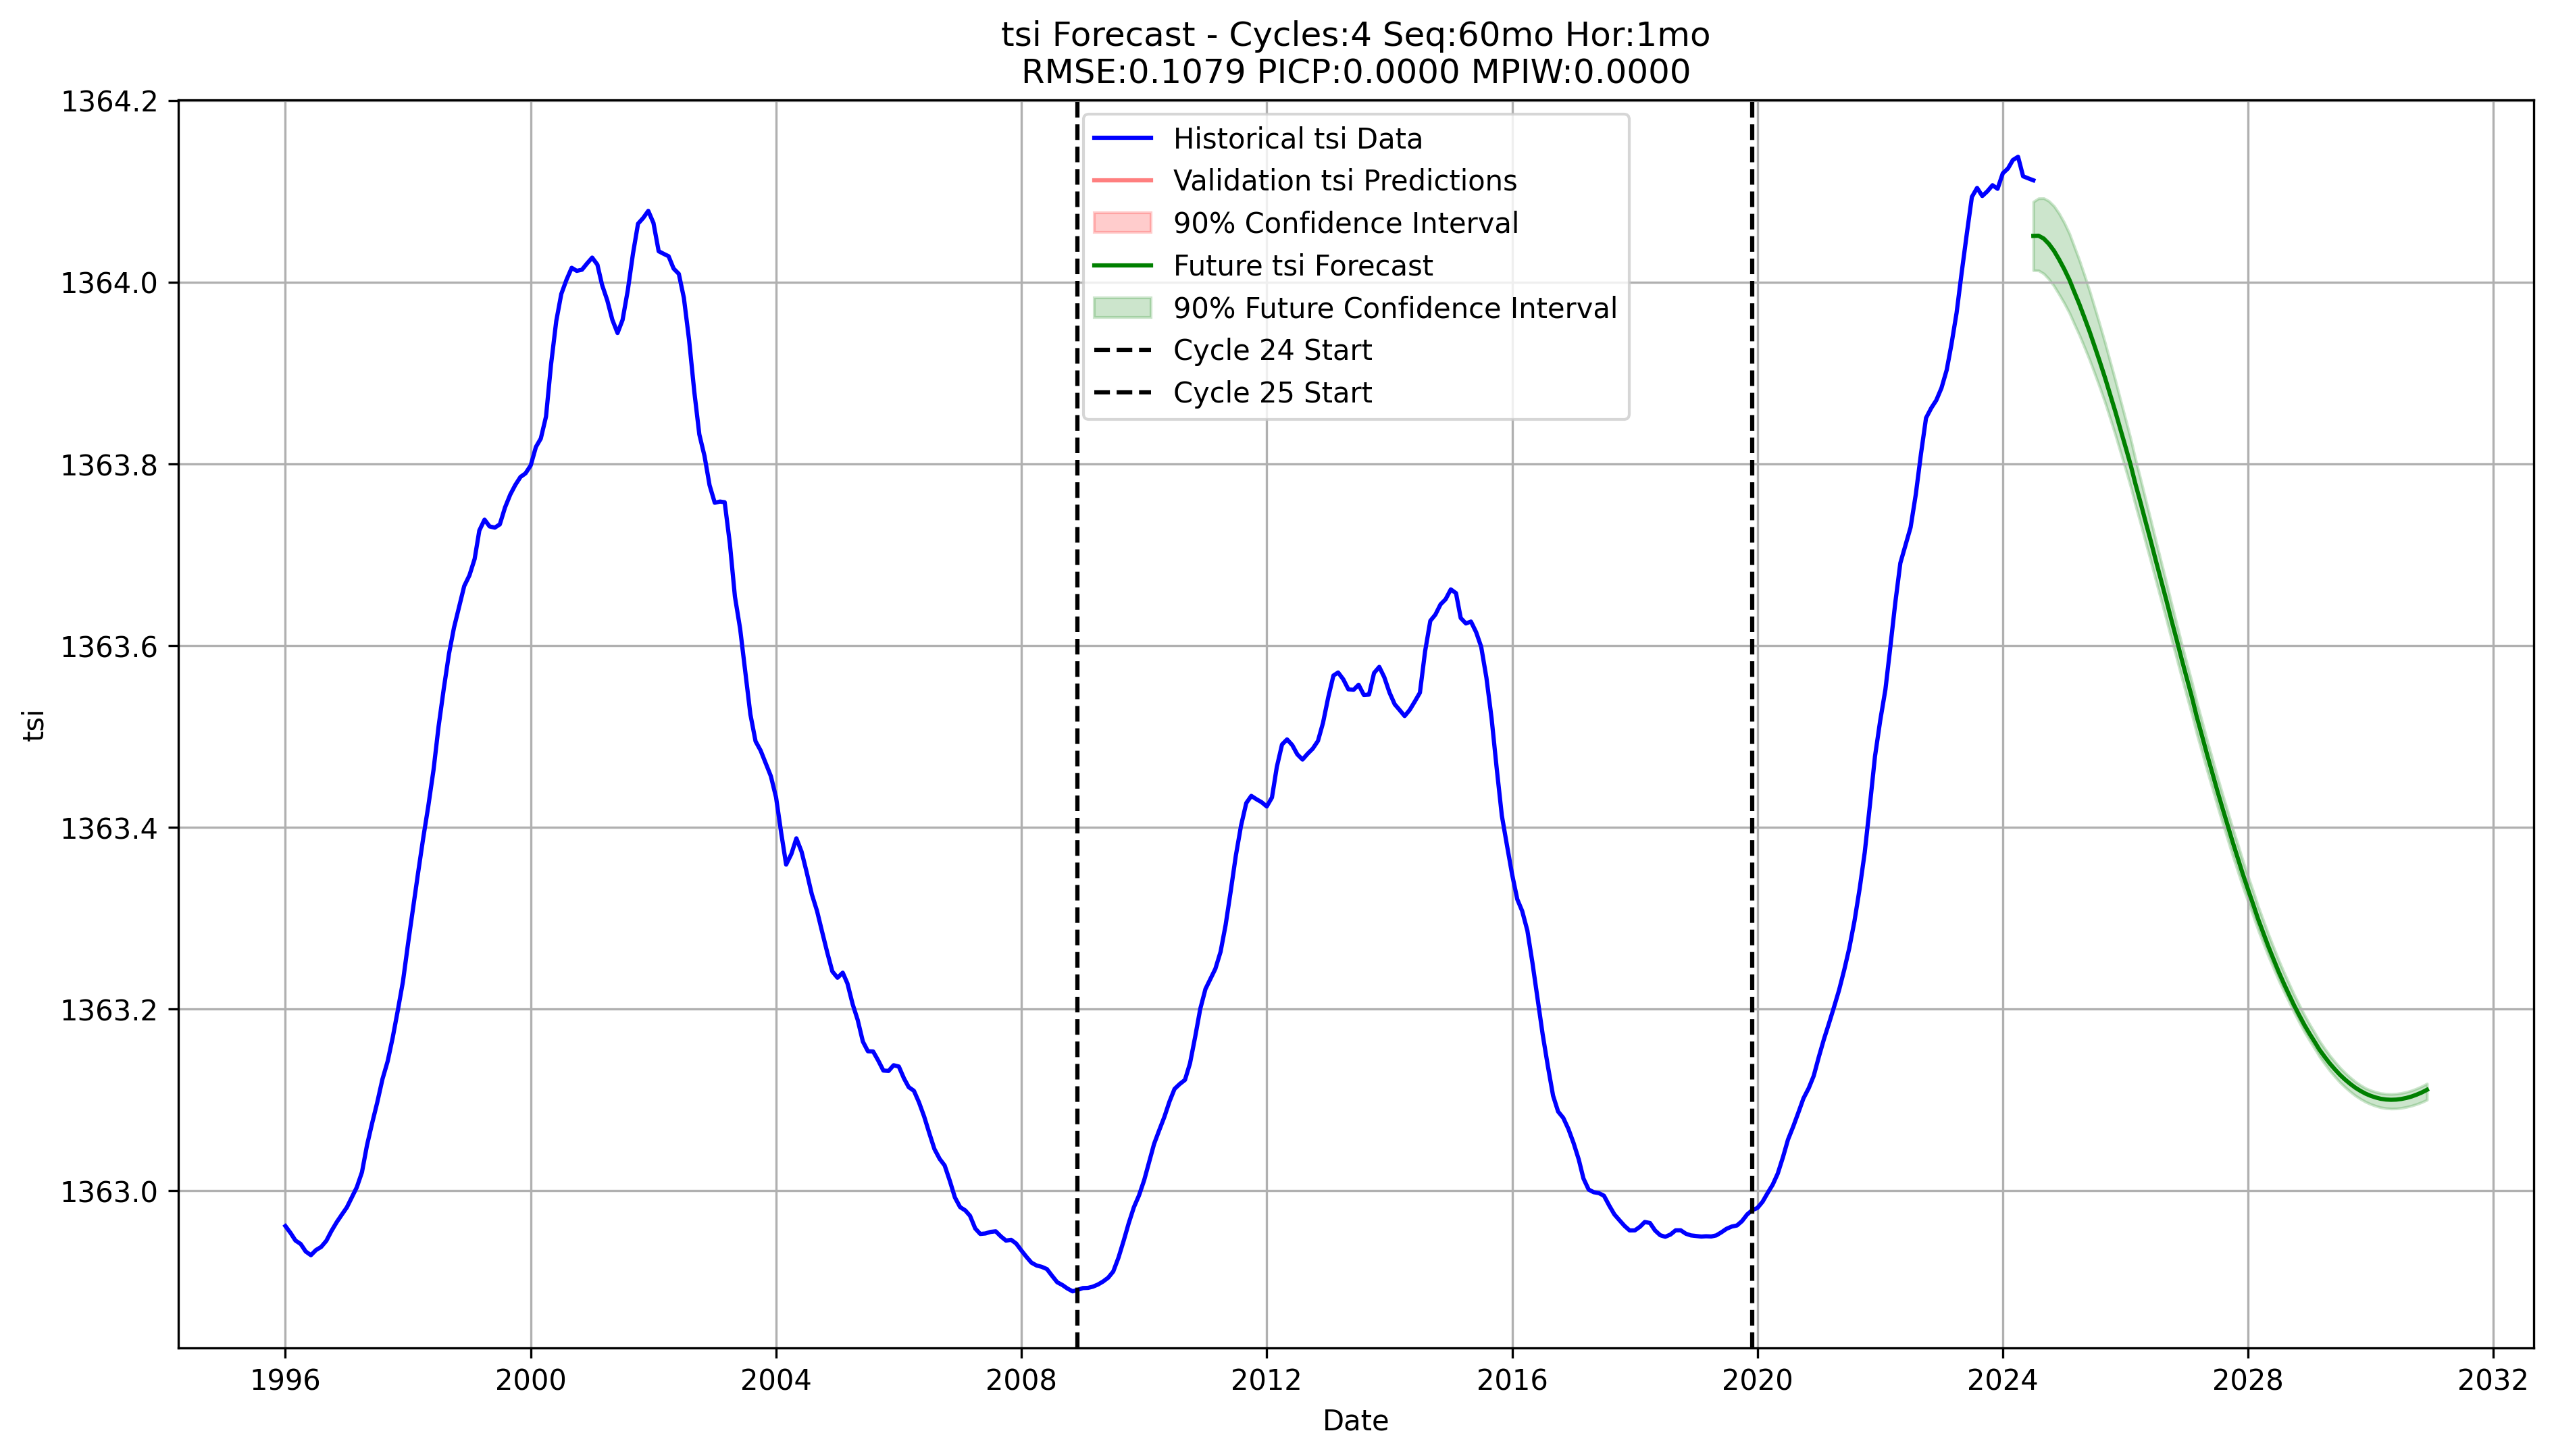 tsi Forecast - Cycles:4 Seq:60mo Hor:1mo
RMSE:0.1079 PICP:0.0000 MPIW:0.0000
Historical tsi Data
Validation tsi Predictions
90% Confidence Interval
Future tsi Forecast
90% Future Confidence Interval
Cycle 24 Start
Cycle 25 Start
tsi
1364.2
1364.0
1363.8
1363.6
1363.4
1363.2
1363.0
1996
2000
2004
2008
2012
2016
2020
2024
2028
2032
Date